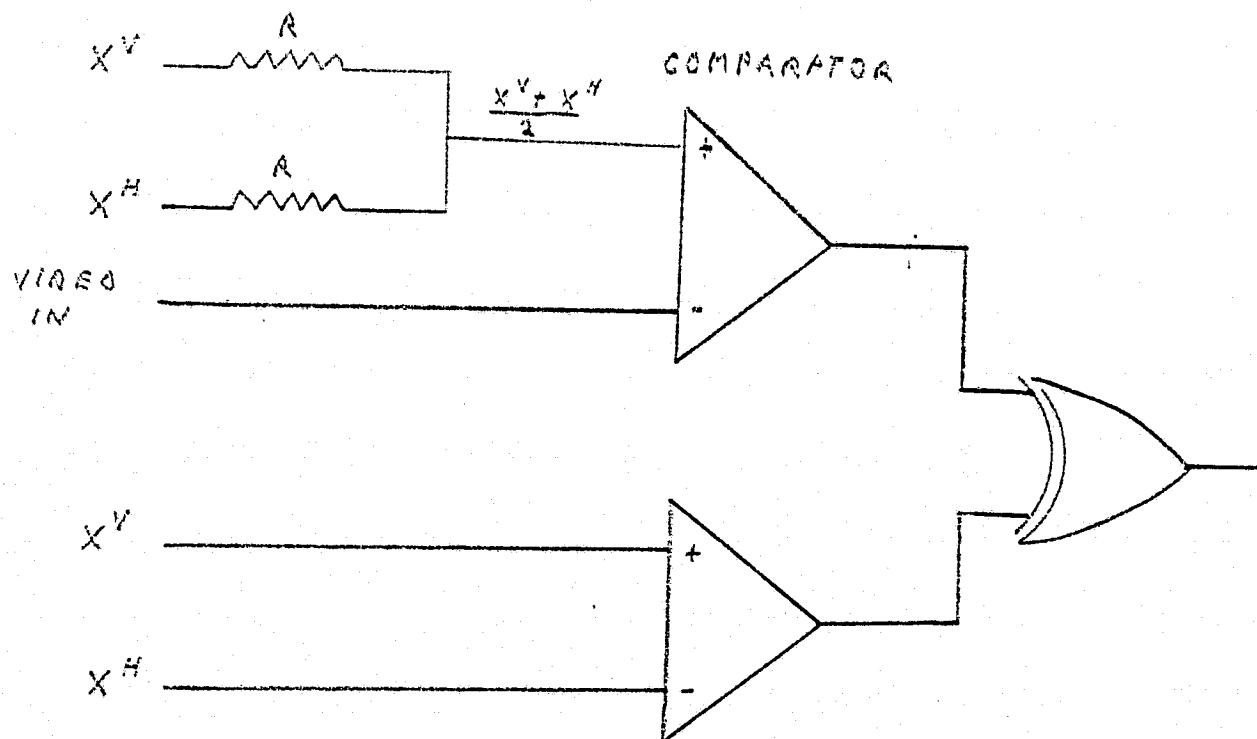 R
X^V
COMPARATOR
X^V + X^H
2
+
R
X^H
VIDEO
IN
-
X^V
+
X^H
-